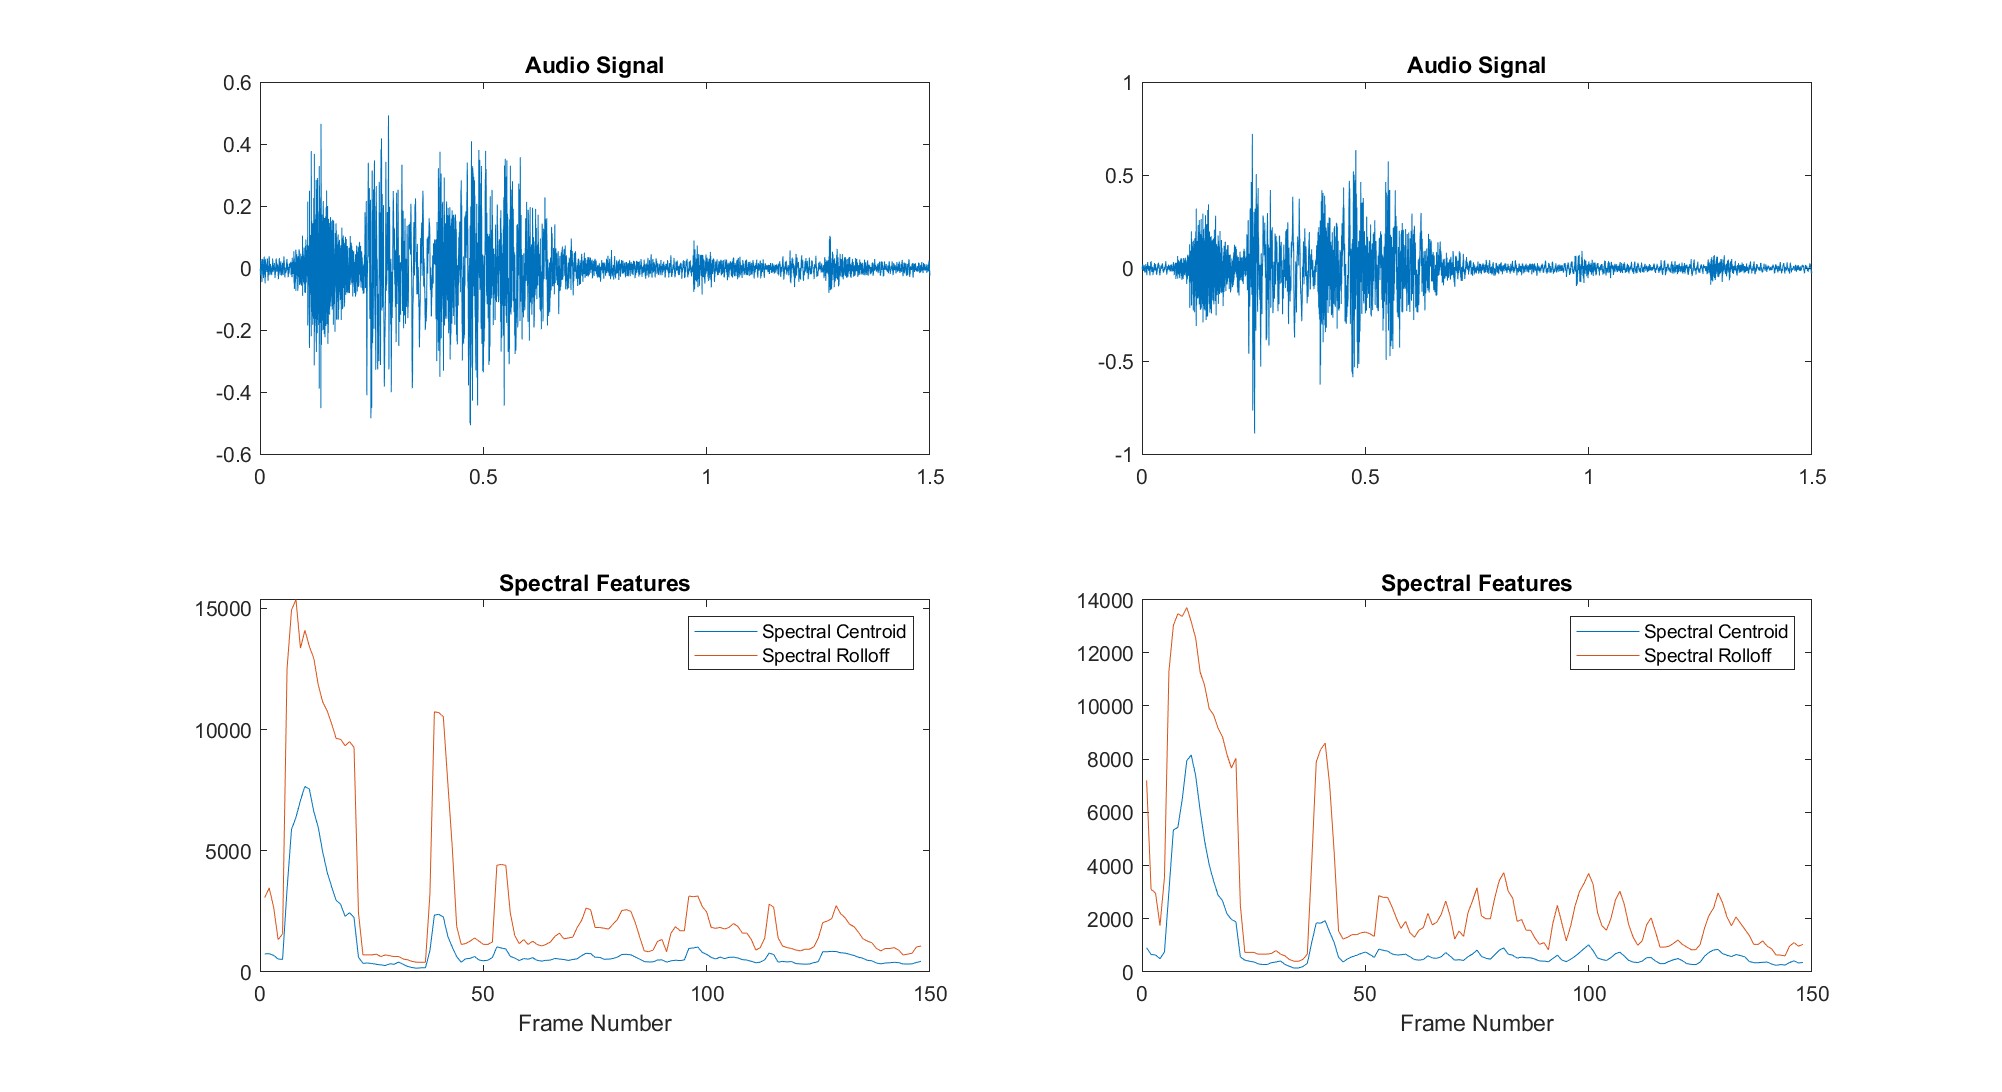 Audio Signal
0.6
0.4
0.2
0
-0.2
-0.4
-0.6
0 0.5 1 1.5
Audio Signal
1
0.5
0
-0.5
-1
0 0.5 1 1.5
Spectral Features
15000
10000
5000
0
Spectral Centroid
Spectral Rolloff
0 50 100 150
Frame Number
Spectral Features
14000
12000
10000
8000
6000
4000
2000
0
Spectral Centroid
Spectral Rolloff
0 50 100 150
Frame Number